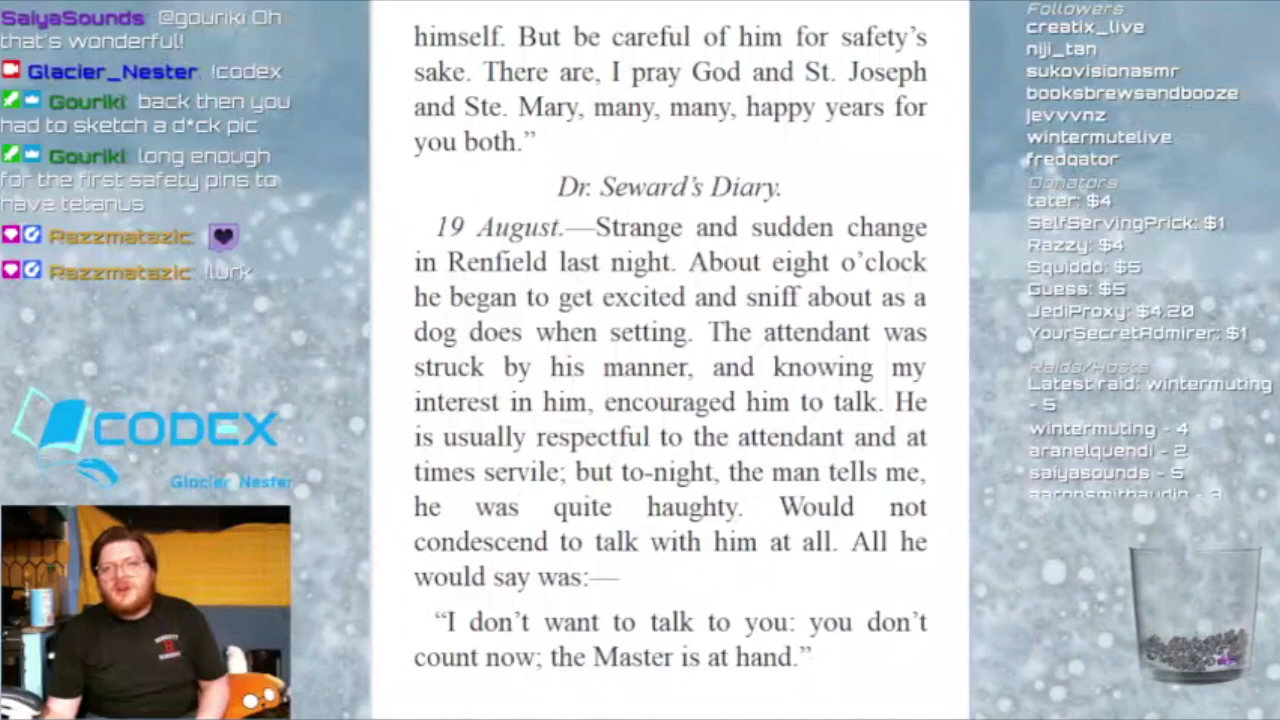 SaiyaSounds: @gouriki Oh
that's wonderful!
Glacier_Nester: !codex
Gouriki: back then you
had to sketch a d*ck pic
Gouriki: long enough
for the first safety pins to
have tetanus
Razzmatazic:
Razzmatazic: !lurk
CODEX
Glacier Nester
himself. But be careful of him for safety's
sake. There are, I pray God and St. Joseph
and Ste. Mary, many, many, happy years for
you both.”
Dr. Seward’s Diary.
19 August.—Strange and sudden change
in Renfield last night. About eight o’clock
he began to get excited and sniff about as a
dog does when setting. The attendant was
struck by his manner, and knowing my
interest in him, encouraged him to talk. He
is usually respectful to the attendant and at
times servile; but to-night, the man tells me,
he was quite haughty. Would not
condescend to talk with him at all. All he
would say was:—
“I don’t want to talk to you: you don’t
count now; the Master is at hand.”
Followers
creatix_live
niji_tan
sukovisionasmr
booksbrewsandbooze
jevvvnz
wintermutelive
fredgator
Donators
tater: $4
SelfServingPrick: $1
Razzy: $4
Squiddo: $5
Guess: $5
JediProxy: $4.20
YourSecretAdmirer: $1
Raids/Hosts
Latest raid: wintermuting
- 5
wintermuting - 4
aranelquendi - 2
saiyasounds - 5
aaronsmithaudio - 3